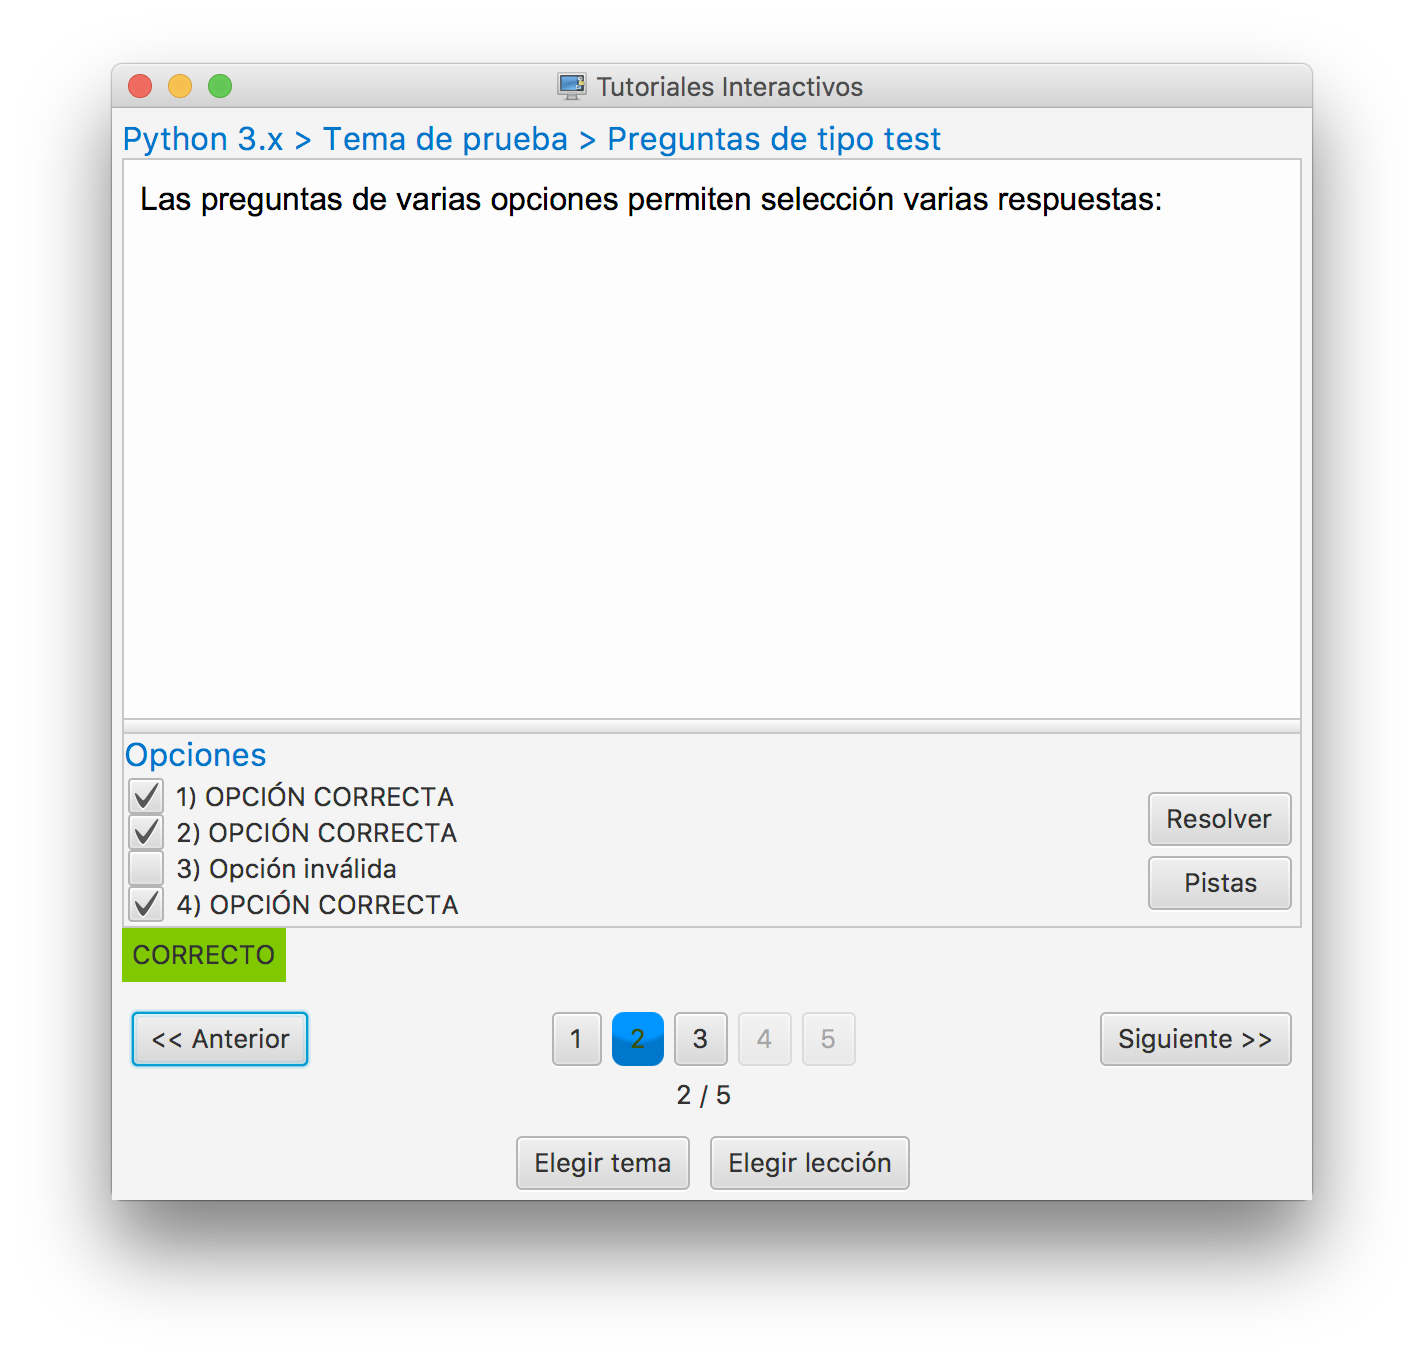 Tutoriales Interactivos
Python 3.x > Tema de prueba > Preguntas de tipo test
Las preguntas de varias opciones permiten selección varias respuestas:
Opciones
1) OPCIÓN CORRECTA
2) OPCIÓN CORRECTA
3) Opción inválida
4) OPCIÓN CORRECTA
Resolver
Pistas
CORRECTO
<< Anterior
1 2 3 4 5
Siguiente >>
2 / 5
Elegir tema
Elegir lección